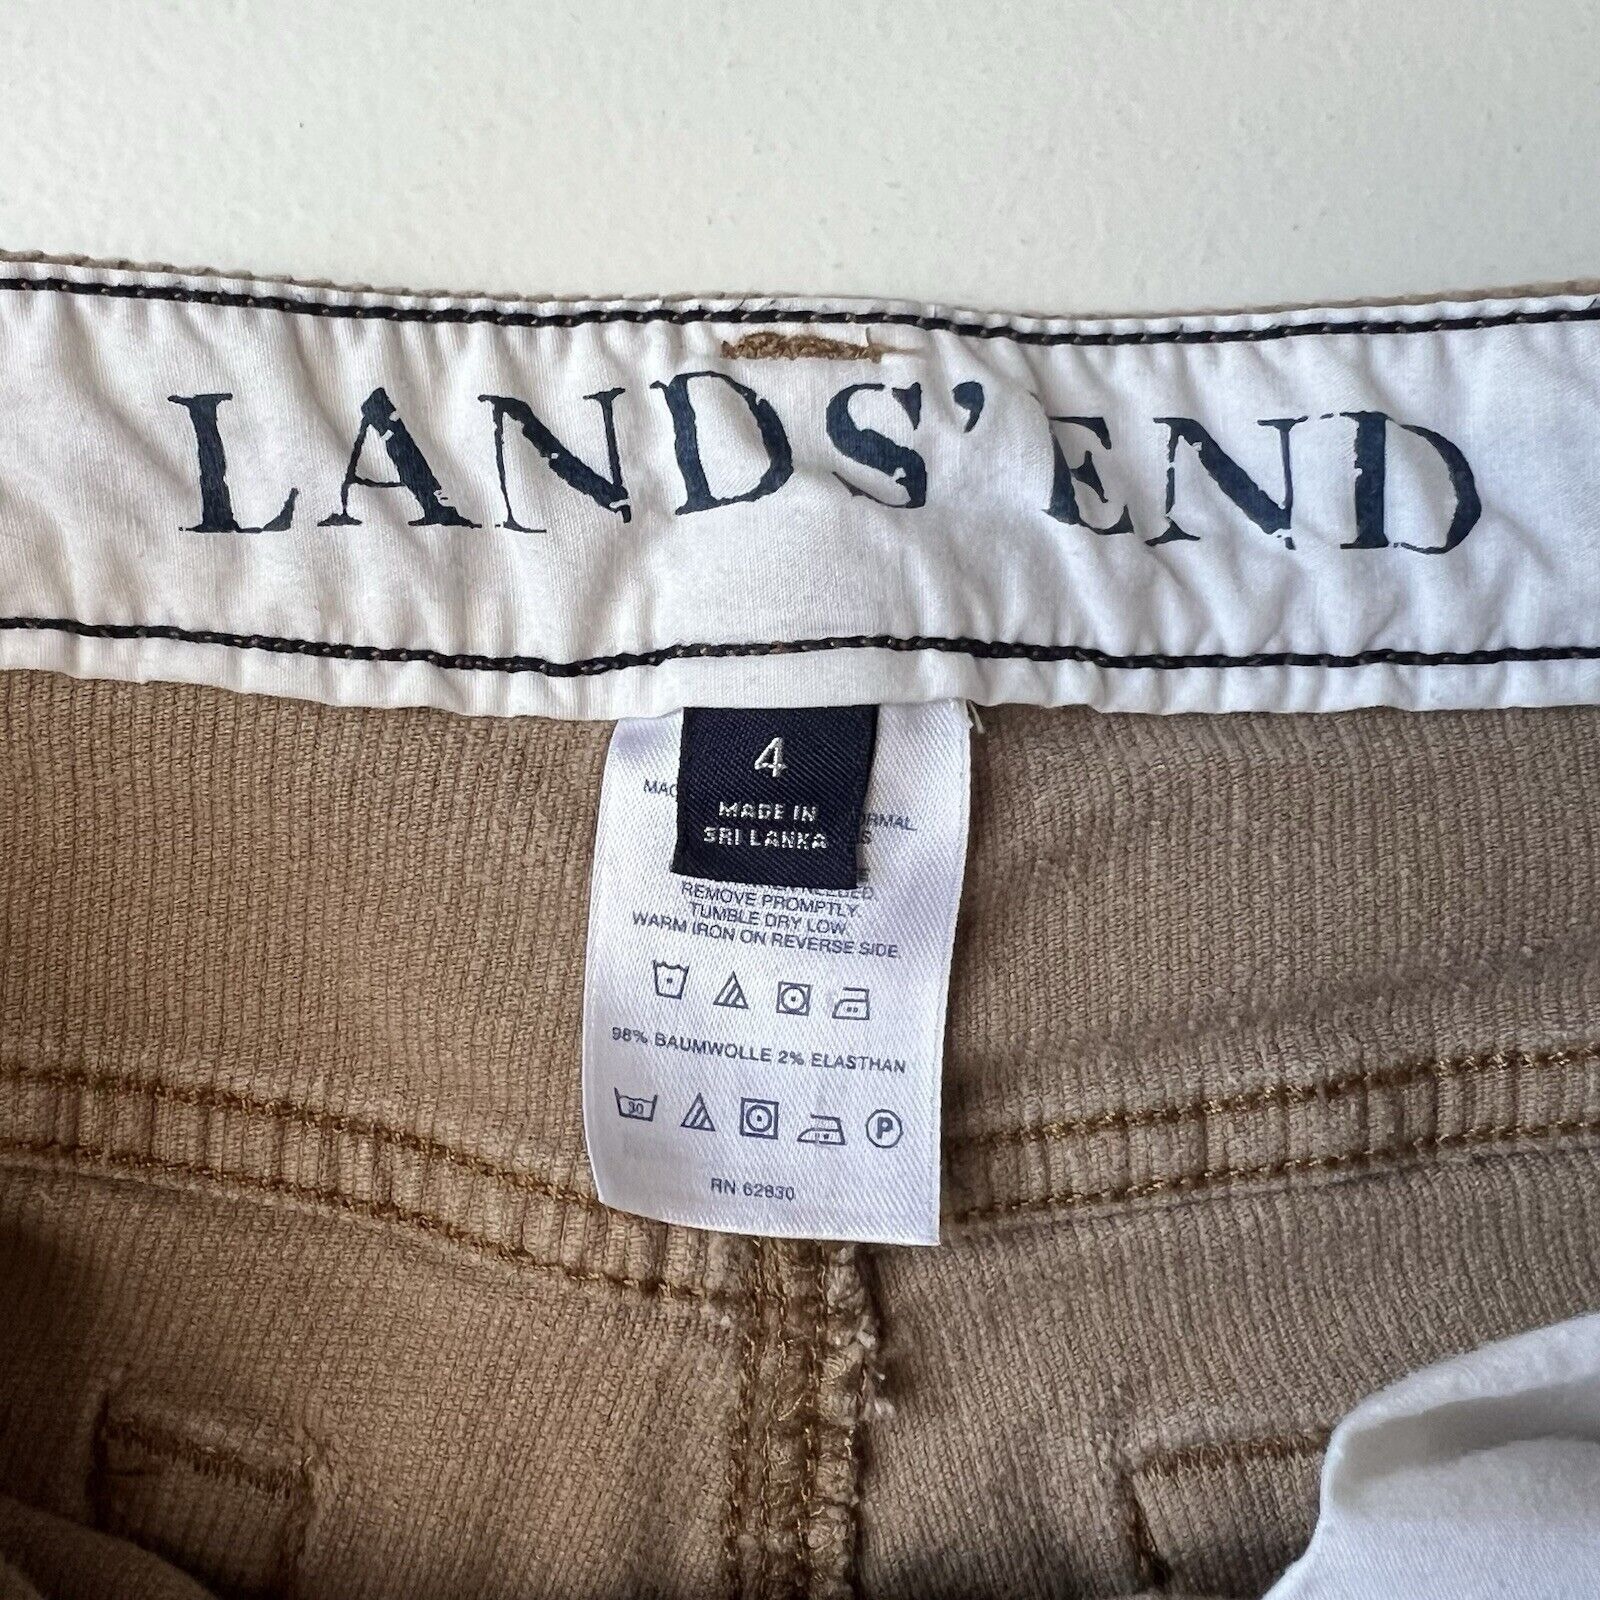 LANDS' END
4
MADE IN
SRI LANKA
REMOVE PROMPTLY.
TUMBLE DRY LOW.
WARM IRON ON REVERSE SIDE.
98% BAUMWOLLE 2% ELASTHAN
30
P
RN 62830